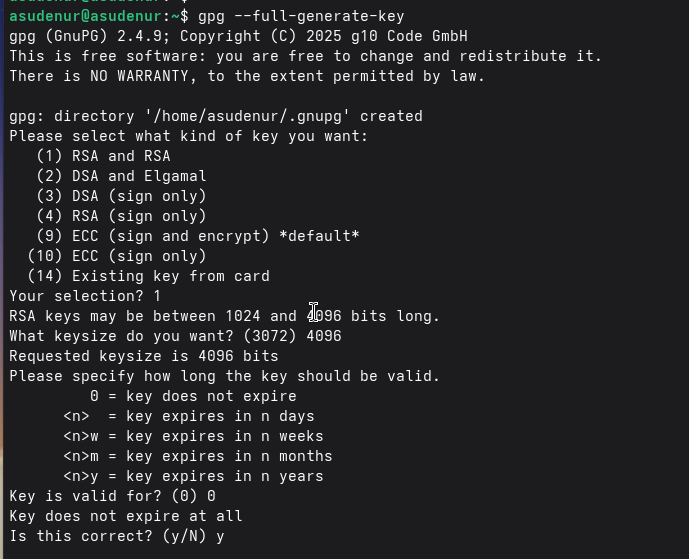 asudenur@asudenur:~$ gpg --full-generate-key
gpg (GnuPG) 2.4.9; Copyright (C) 2025 g10 Code GmbH
This is free software: you are free to change and redistribute it.
There is NO WARRANTY, to the extent permitted by law.

gpg: directory '/home/asudenur/.gnupg' created
Please select what kind of key you want:
   (1) RSA and RSA
   (2) DSA and Elgamal
   (3) DSA (sign only)
   (4) RSA (sign only)
   (9) ECC (sign and encrypt) *default*
  (10) ECC (sign only)
  (14) Existing key from card
Your selection? 1
RSA keys may be between 1024 and 4096 bits long.
What keysize do you want? (3072) 4096
Requested keysize is 4096 bits
Please specify how long the key should be valid.
         0 = key does not expire
      <n>  = key expires in n days
      <n>w = key expires in n weeks
      <n>m = key expires in n months
      <n>y = key expires in n years
Key is valid for? (0) 0
Key does not expire at all
Is this correct? (y/N) y